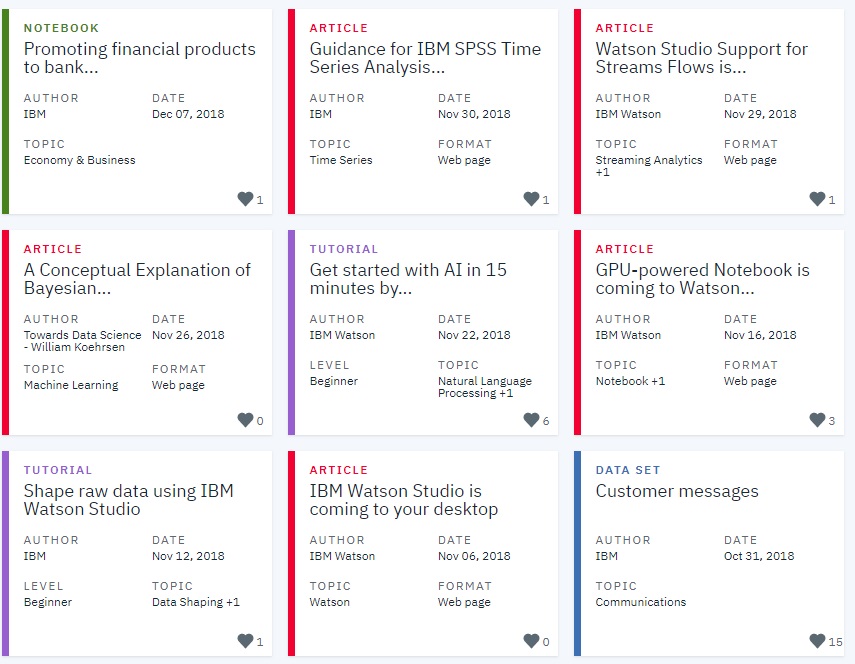 NOTEBOOK
Promoting financial products
to bank...
AUTHOR DATE
IBM Dec 07, 2018
TOPIC
Economy & Business
1
ARTICLE
Guidance for IBM SPSS Time
Series Analysis...
AUTHOR DATE
IBM Nov 30, 2018
TOPIC FORMAT
Time Series Web page
1
ARTICLE
Watson Studio Support for
Streams Flows is...
AUTHOR DATE
IBM Watson Nov 29, 2018
TOPIC FORMAT
Streaming Analytics Web page
+1
1
ARTICLE
A Conceptual Explanation of
Bayesian...
AUTHOR DATE
Towards Data Science Nov 26, 2018
- William Koehrsen
TOPIC FORMAT
Machine Learning Web page
0
TUTORIAL
Get started with AI in 15
minutes by...
AUTHOR DATE
IBM Watson Nov 22, 2018
LEVEL TOPIC
Beginner Natural Language
Processing +1
6
ARTICLE
GPU-powered Notebook is
coming to Watson...
AUTHOR DATE
IBM Watson Nov 16, 2018
TOPIC FORMAT
Notebook +1 Web page
3
TUTORIAL
Shape raw data using IBM
Watson Studio
AUTHOR DATE
IBM Nov 12, 2018
LEVEL TOPIC
Beginner Data Shaping +1
1
ARTICLE
IBM Watson Studio is
coming to your desktop
AUTHOR DATE
IBM Watson Nov 06, 2018
TOPIC FORMAT
Watson Web page
0
DATA SET
Customer messages
AUTHOR DATE
IBM Oct 31, 2018
TOPIC
Communications
15